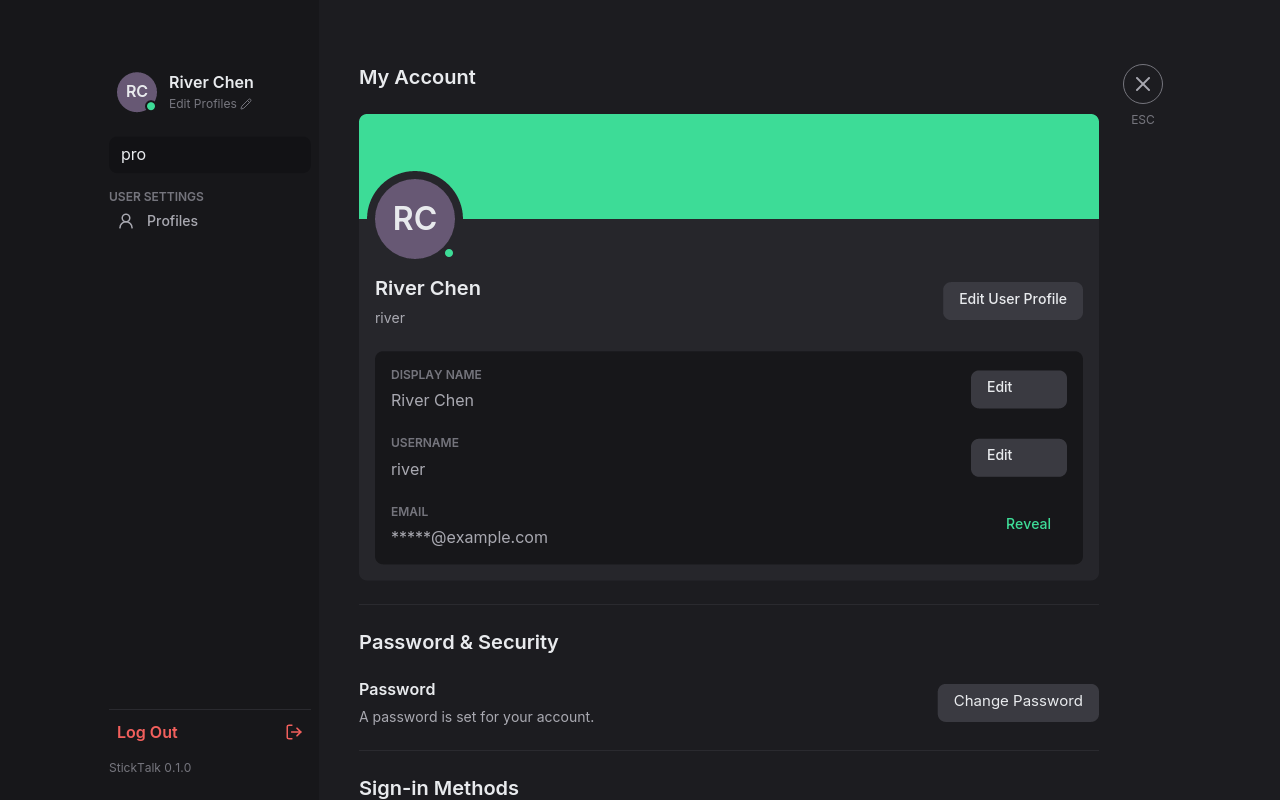 RC
River Chen
Edit Profiles
pro
USER SETTINGS
Profiles
Log Out
StickTalk 0.1.0
My Account
ESC
RC
River Chen
river
Edit User Profile
DISPLAY NAME
River Chen
Edit
USERNAME
river
Edit
EMAIL
*****@example.com
Reveal
Password & Security
Password
A password is set for your account.
Change Password
Sign-in Methods